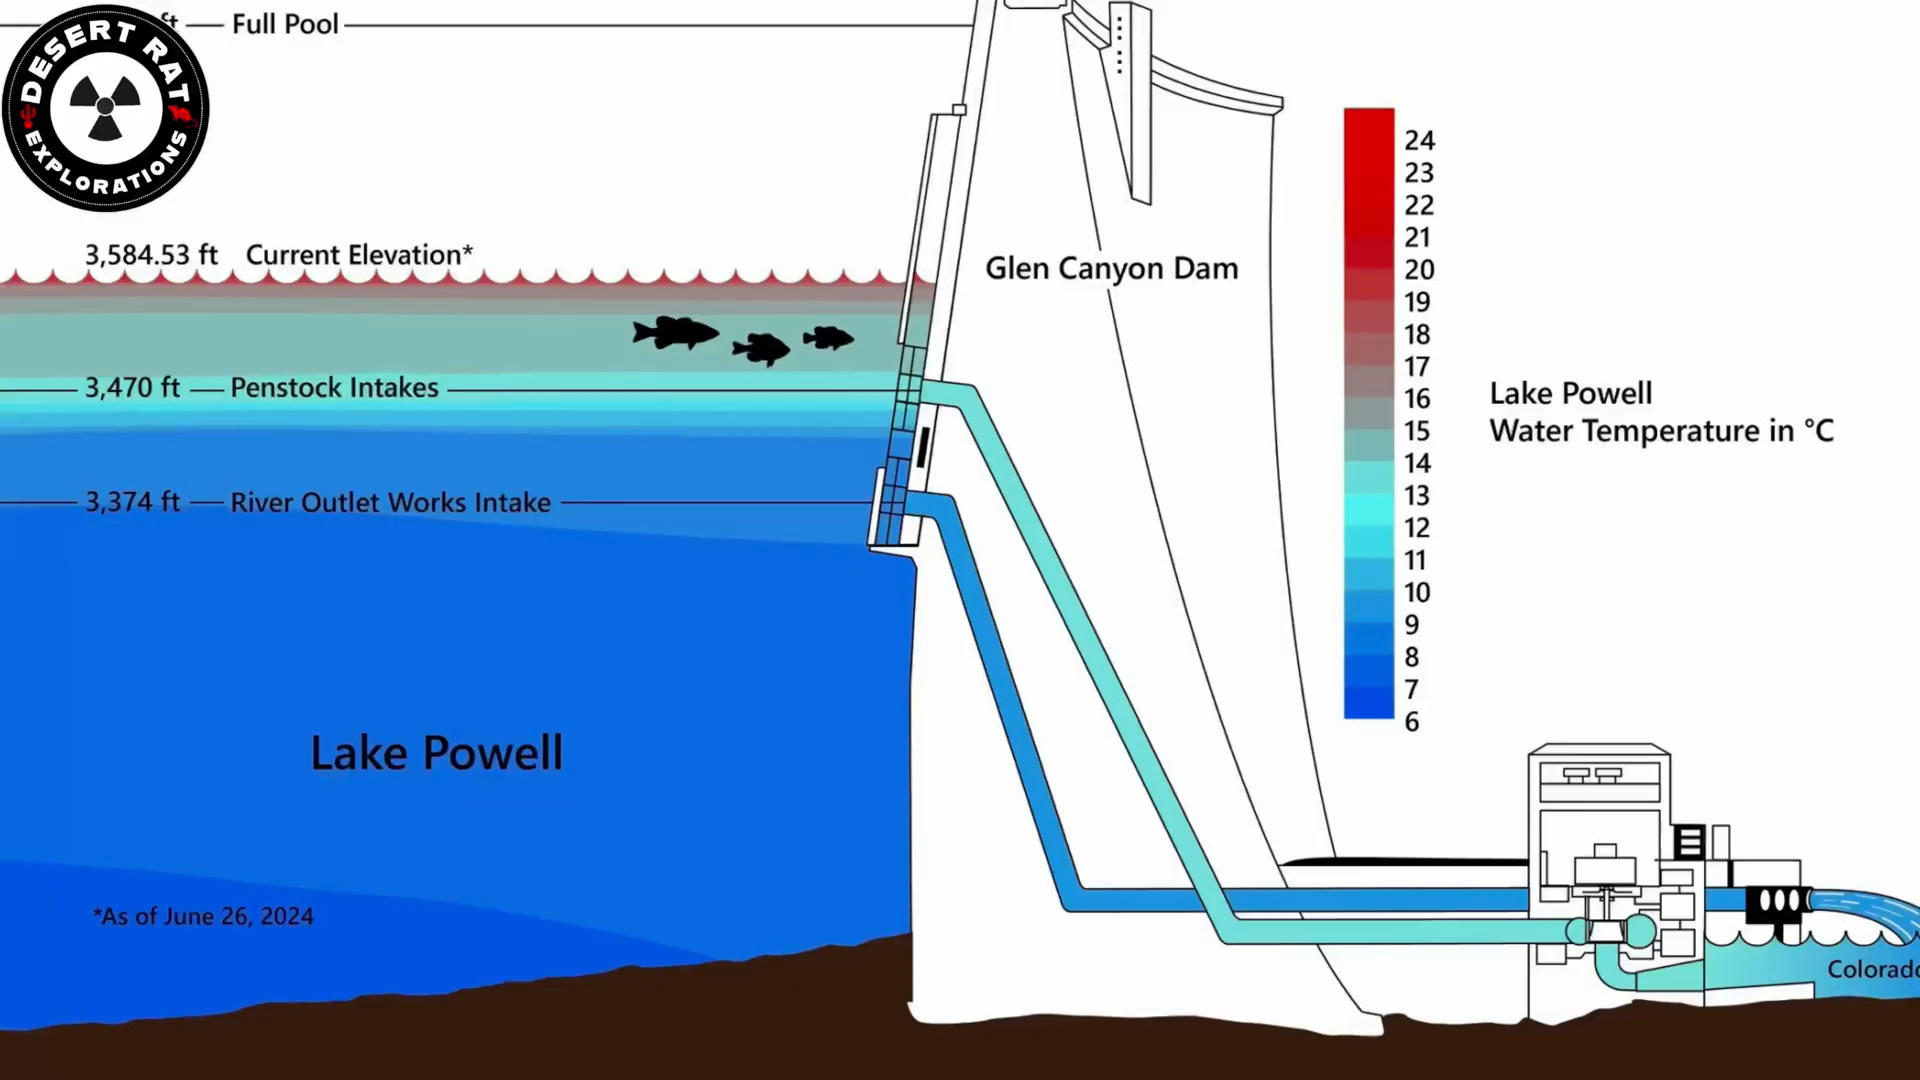 DESERT RAT
EXPLORATIONS
ft
Full Pool
3,584.53 ft Current Elevation*
Glen Canyon Dam
3,470 ft Penstock Intakes
3,374 ft River Outlet Works Intake
Lake Powell
*As of June 26, 2024
24
23
22
21
20
19
18
17
16
15
14
13
12
11
10
9
8
7
6
Lake Powell
Water Temperature in °C